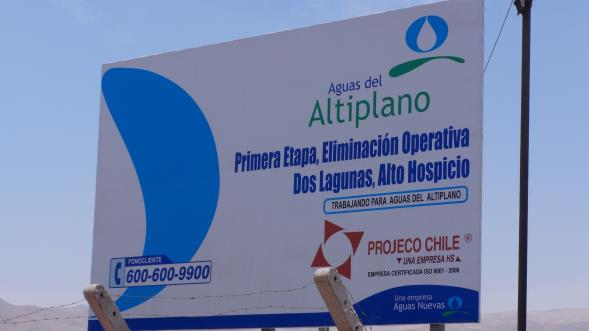 Aguas del
Altiplano
Primera Etapa, Eliminación Operativa
Dos Lagunas, Alto Hospicio
TRABAJANDO PARA AGUAS DEL ALTIPLANO
PROJECO CHILE ®
UNA EMPRESA HS
EMPRESA CERTIFICADA ISO 9001 - 2008
FONOCLIENTE
600-600-9900
Una empresa
Aguas Nuevas